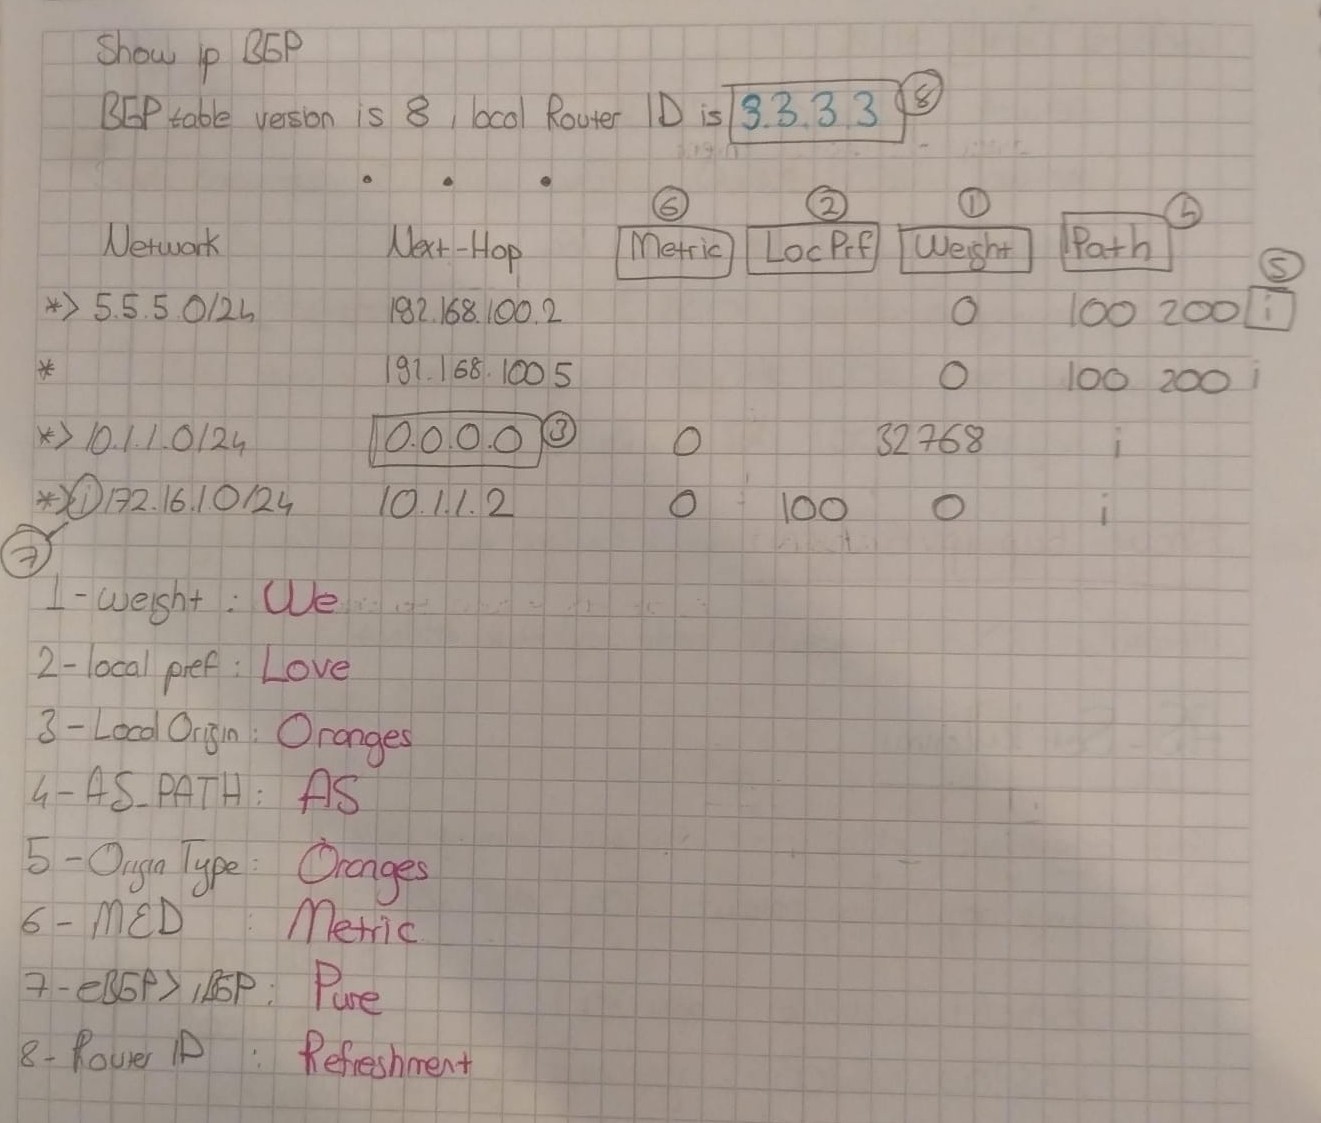 Show ip BGP
BGP table version is 8, local Router ID is 3.3.3.3 ⑧
. . .
⑥ ② ① 4
Network Next-Hop Metric LocPrf Weight Path
⑤
*> 5.5.5.0/24 192.168.100.2 0 100 200 i
* 192.168.100.5 0 100 200 i
*> 10.1.1.0/24 0.0.0.0 ③ 0 32768 i
*>i 172.16.1.0/24 10.1.1.2 0 100 0 i
⑦
1- weight : We
2- local pref : Love
3- Local Origin : Oranges
4- AS_PATH : AS
5- Origin Type : Oranges
6- MED : Metric
7- eBGP> iBGP : Pure
8- Router ID : Refreshment